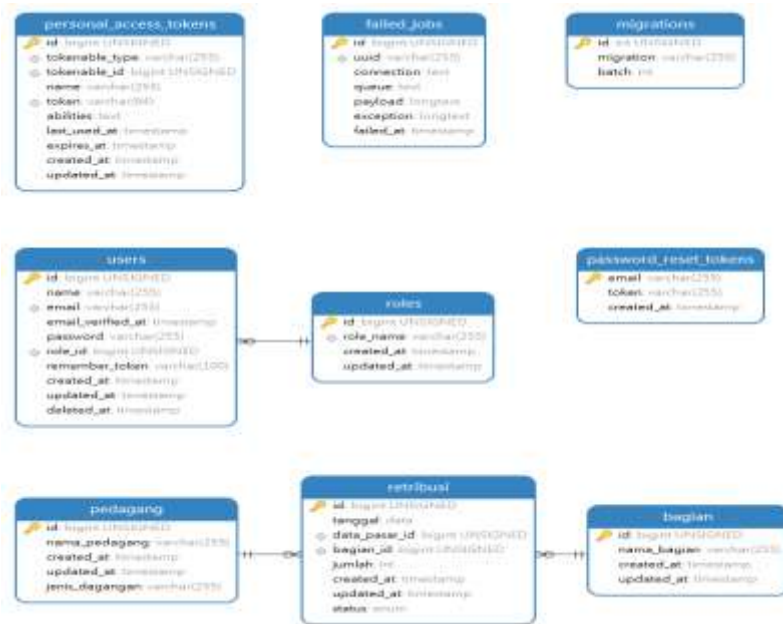 personal_access_tokens
id: bigint UNSIGNED
tokenable_type: varchar(255)
tokenable_id: bigint UNSIGNED
name: varchar(255)
token: varchar(64)
abilities: text
last_used_at: timestamp
expires_at: timestamp
created_at: timestamp
updated_at: timestamp
failed_jobs
id: bigint UNSIGNED
uuid: varchar(255)
connection: text
queue: text
payload: longtext
exception: longtext
failed_at: timestamp
migrations
id: int UNSIGNED
migration: varchar(255)
batch: int
users
id: bigint UNSIGNED
name: varchar(255)
email: varchar(255)
email_verified_at: timestamp
password: varchar(255)
role_id: bigint UNSIGNED
remember_token: varchar(100)
created_at: timestamp
updated_at: timestamp
deleted_at: timestamp
roles
id: bigint UNSIGNED
role_name: varchar(255)
created_at: timestamp
updated_at: timestamp
password_reset_tokens
email: varchar(255)
token: varchar(255)
created_at: timestamp
pedagang
id: bigint UNSIGNED
nama_pedagang: varchar(255)
created_at: timestamp
updated_at: timestamp
jenis_dagangan: varchar(255)
retribusi
id: bigint UNSIGNED
tanggal: date
data_pasar_id: bigint UNSIGNED
bagian_id: bigint UNSIGNED
jumlah: int
created_at: timestamp
updated_at: timestamp
status: enum
bagian
id: bigint UNSIGNED
nama_bagian: varchar(255)
created_at: timestamp
updated_at: timestamp